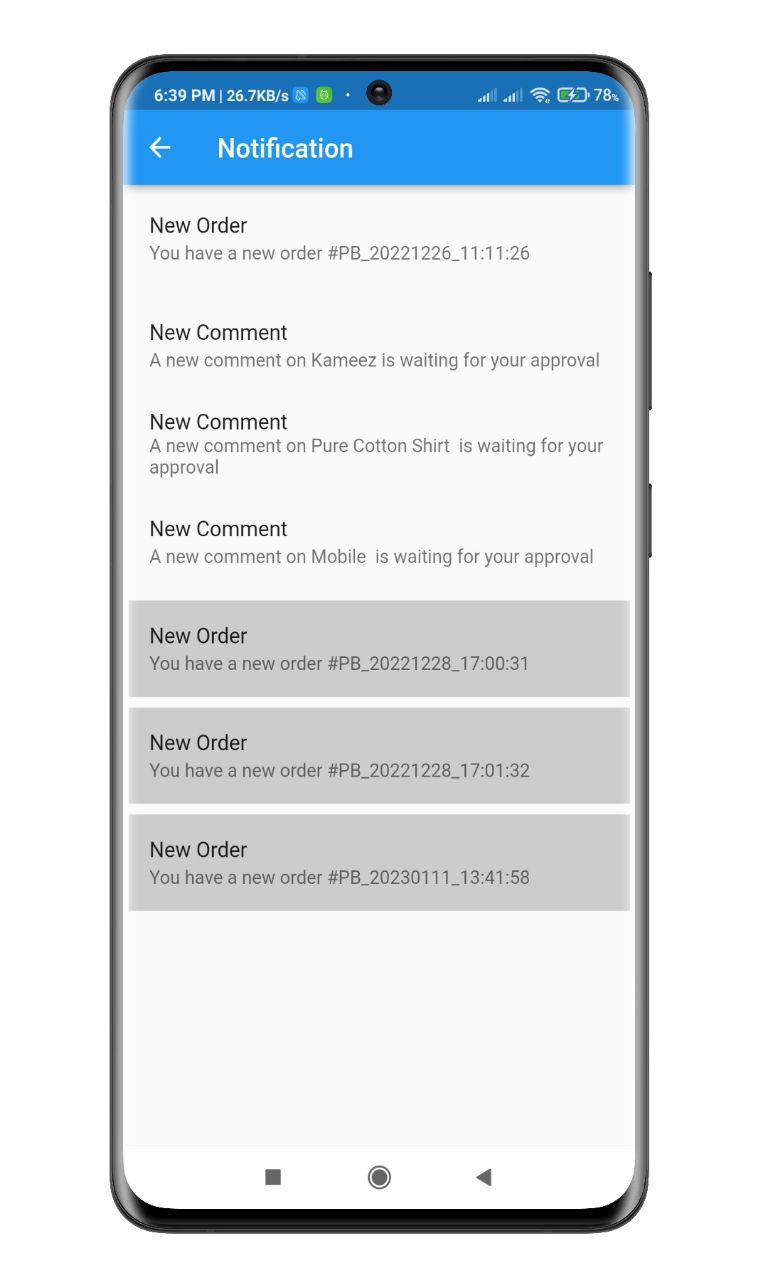 6:39 PM | 26.7KB/s 78%
Notification
New Order
You have a new order #PB_20221226_11:11:26
New Comment
A new comment on Kameez is waiting for your approval
New Comment
A new comment on Pure Cotton Shirt  is waiting for your
approval
New Comment
A new comment on Mobile  is waiting for your approval
New Order
You have a new order #PB_20221228_17:00:31
New Order
You have a new order #PB_20221228_17:01:32
New Order
You have a new order #PB_20230111_13:41:58